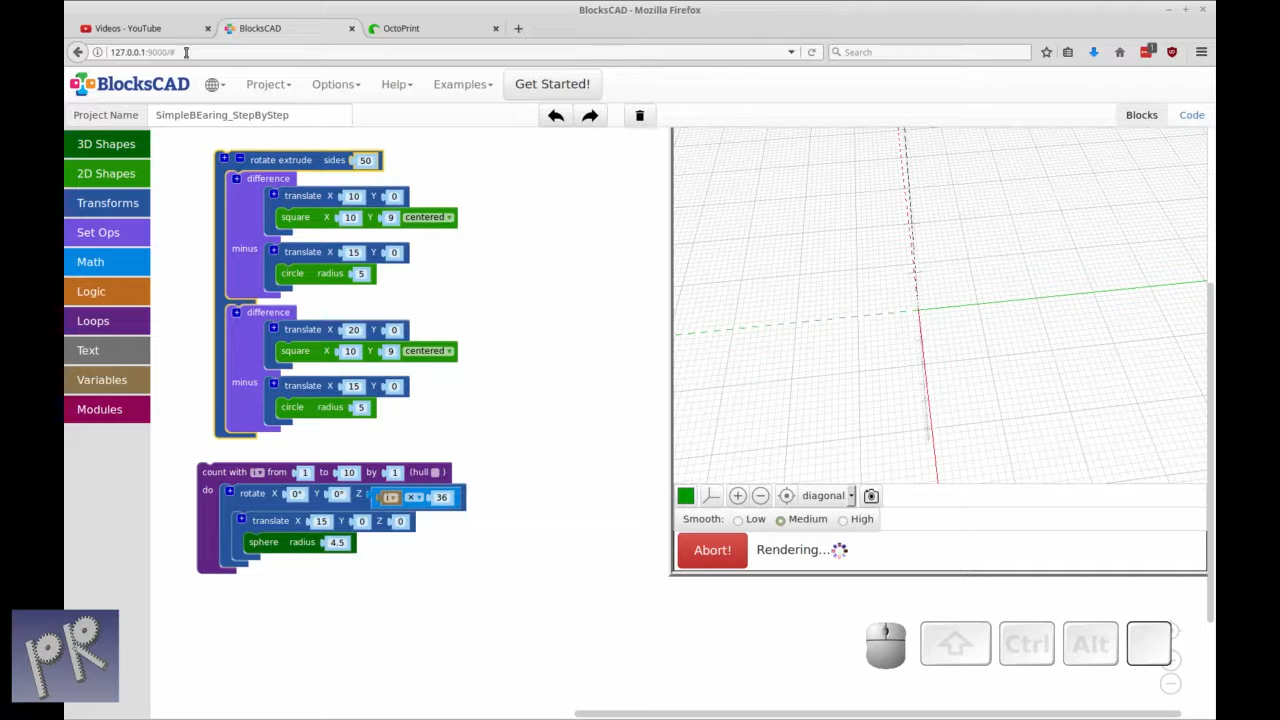 BlocksCAD - Mozilla Firefox
Videos - YouTube × BlocksCAD × OctoPrint × +
127.0.0.1:9000/# Search 1
BlocksCAD Project Options Help Examples Get Started!
Project Name SimpleBEaring_StepByStep Blocks Code
3D Shapes
2D Shapes
Transforms
Set Ops
Math
Logic
Loops
Text
Variables
Modules
+ − rotate extrude sides 50
+ difference
+ translate X 10 Y 0
square X 10 Y 9 centered
minus
+ translate X 15 Y 0
circle radius 5
+ difference
+ translate X 20 Y 0
square X 10 Y 9 centered
minus
+ translate X 15 Y 0
circle radius 5
count with i from 1 to 10 by 1 (hull )
do
+ rotate X 0° Y 0° Z i × 36
+ translate X 15 Y 0 Z 0
sphere radius 4.5
diagonal
Smooth: Low Medium High
Abort! Rendering...
Ctrl Alt
PR